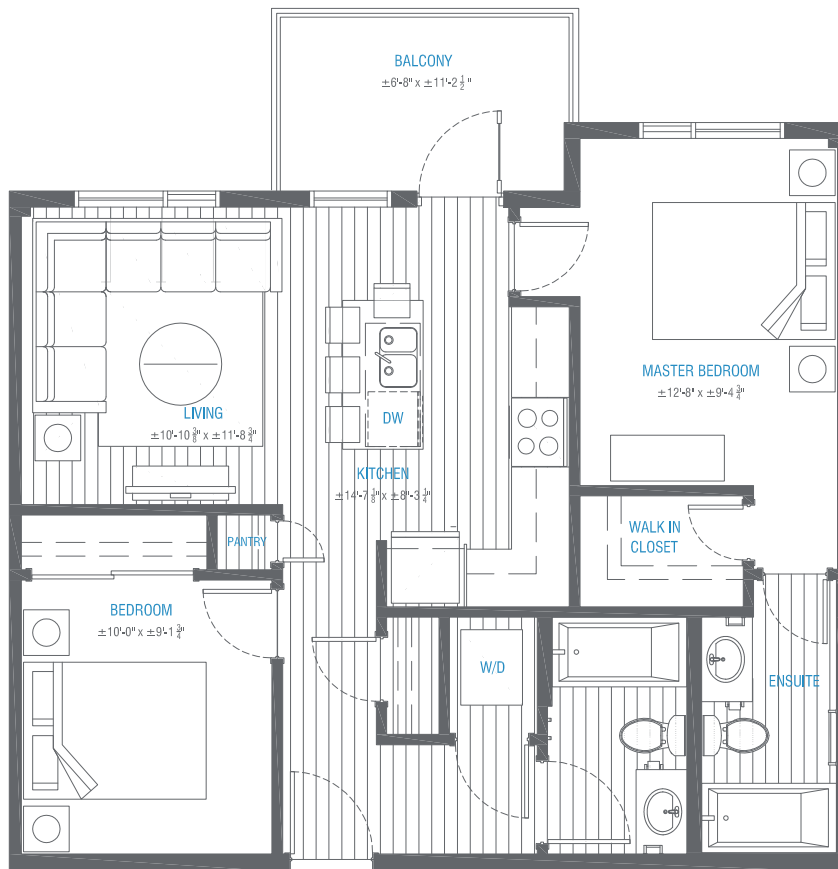 BALCONY
±6'-8" x ±11'-2 1/2"
LIVING
±10'-10 3/8" x ±11'-8 3/4"
DW
KITCHEN
±14'-7 1/8" x ±8'-3 1/4"
MASTER BEDROOM
±12'-8" x ±9'-4 3/4"
PANTRY
WALK IN
CLOSET
BEDROOM
±10'-0" x ±9'-1 3/4"
W/D
ENSUITE